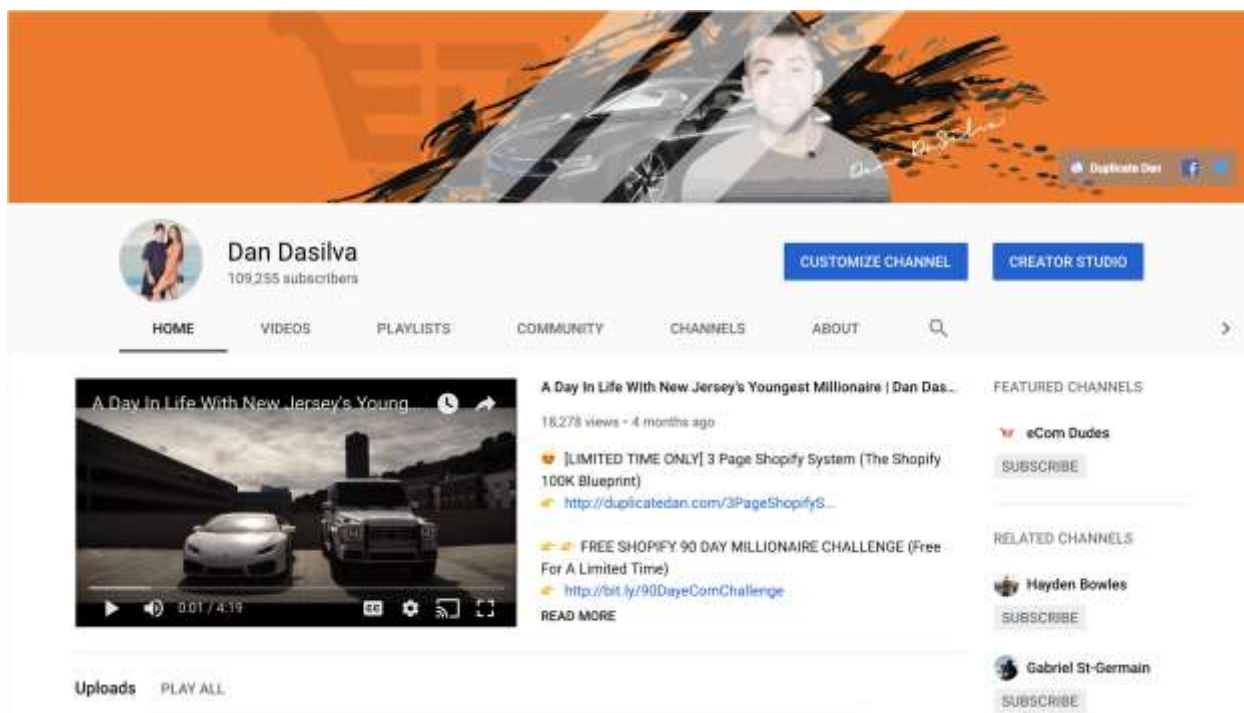 Dan DaSilva
Duplicate Dan
Dan Dasilva
109,255 subscribers
CUSTOMIZE CHANNEL
CREATOR STUDIO
HOME
VIDEOS
PLAYLISTS
COMMUNITY
CHANNELS
ABOUT
A Day In Life With New Jersey's Young...
0:01 / 4:19
CC
A Day In Life With New Jersey's Youngest Millionaire | Dan Das...
18,278 views • 4 months ago
[LIMITED TIME ONLY] 3 Page Shopify System (The Shopify
100K Blueprint)
http://duplicatedan.com/3PageShopifyS...
FREE SHOPIFY 90 DAY MILLIONAIRE CHALLENGE (Free
For A Limited Time)
http://bit.ly/90DayeComChallenge
READ MORE
FEATURED CHANNELS
eCom Dudes
SUBSCRIBE
RELATED CHANNELS
Hayden Bowles
SUBSCRIBE
Gabriel St-Germain
SUBSCRIBE
Uploads
PLAY ALL